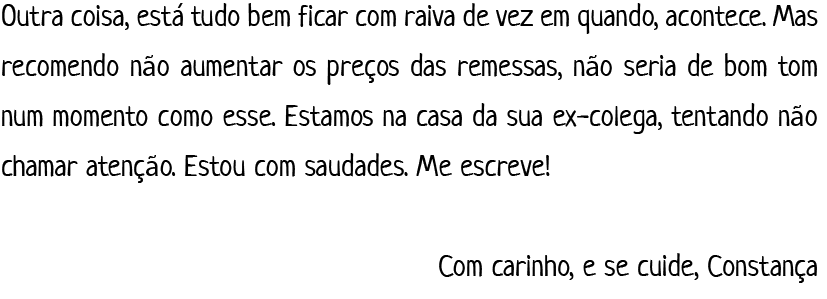 Outra coisa, está tudo bem ficar com raiva de vez em quando, acontece. Mas
recomendo não aumentar os preços das remessas, não seria de bom tom
num momento como esse. Estamos na casa da sua ex-colega, tentando não
chamar atenção. Estou com saudades. Me escreve!
Com carinho, e se cuide, Constança